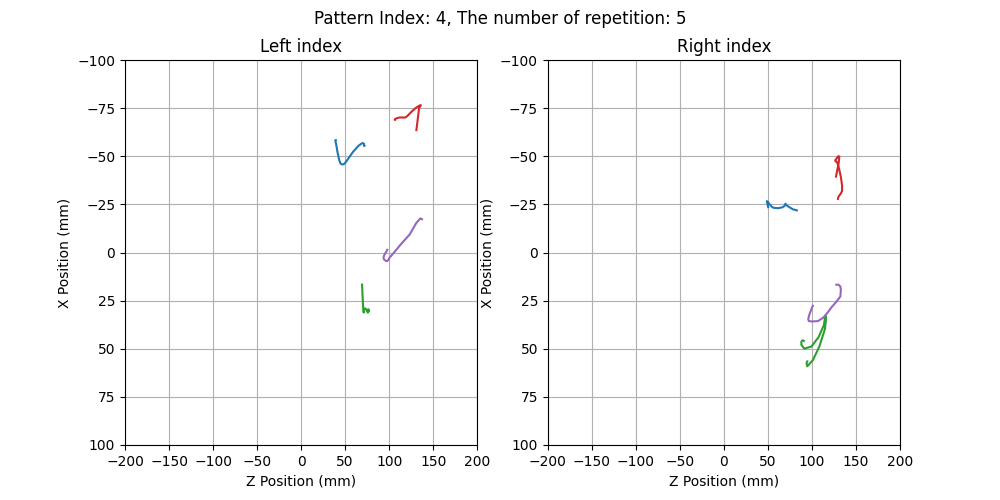 Pattern Index: 4, The number of repetition: 5
Left index
Right index
−100
−75
−50
−25
0
25
50
75
100
X Position (mm)
−200 −150 −100 −50 0 50 100 150 200
Z Position (mm)
−100
−75
−50
−25
0
25
50
75
100
X Position (mm)
−200 −150 −100 −50 0 50 100 150 200
Z Position (mm)